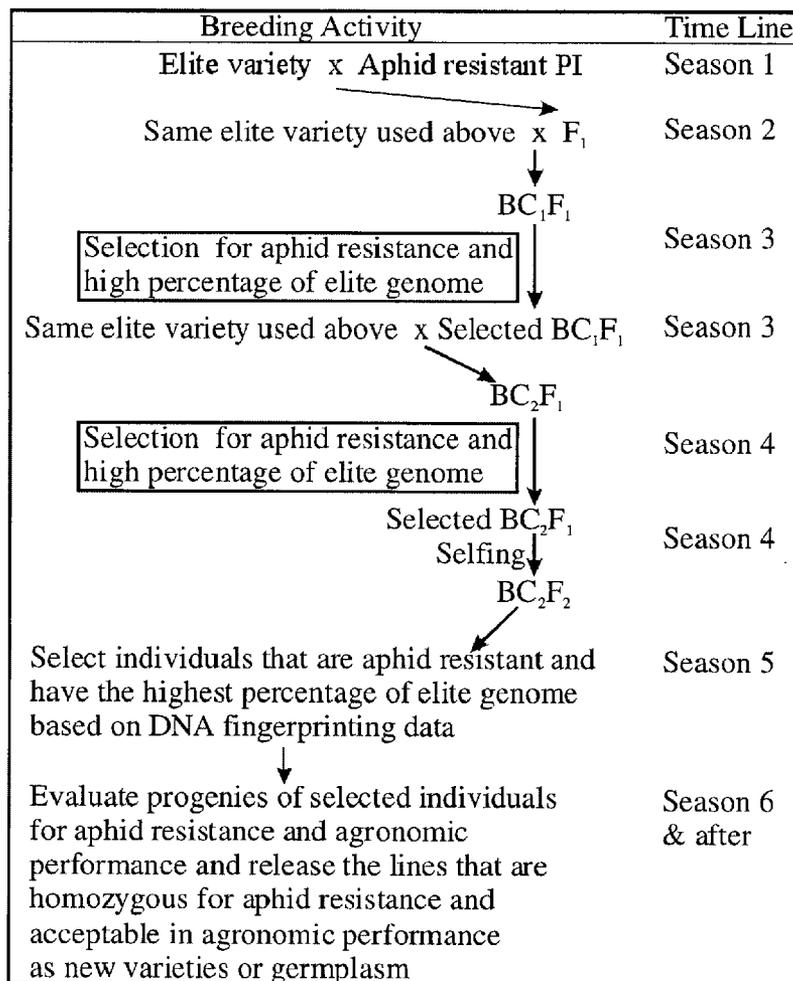 Breeding Activity Time Line
Elite variety x Aphid resistant PI Season 1
Same elite variety used above x F₁ Season 2
BC₁F₁
Selection for aphid resistance and Season 3
high percentage of elite genome
Same elite variety used above x Selected BC₁F₁ Season 3
BC₂F₁
Selection for aphid resistance and Season 4
high percentage of elite genome
Selected BC₂F₁
Selfing Season 4
BC₂F₂
Select individuals that are aphid resistant and Season 5
have the highest percentage of elite genome
based on DNA fingerprinting data
Evaluate progenies of selected individuals Season 6
for aphid resistance and agronomic & after
performance and release the lines that are
homozygous for aphid resistance and
acceptable in agronomic performance
as new varieties or germplasm